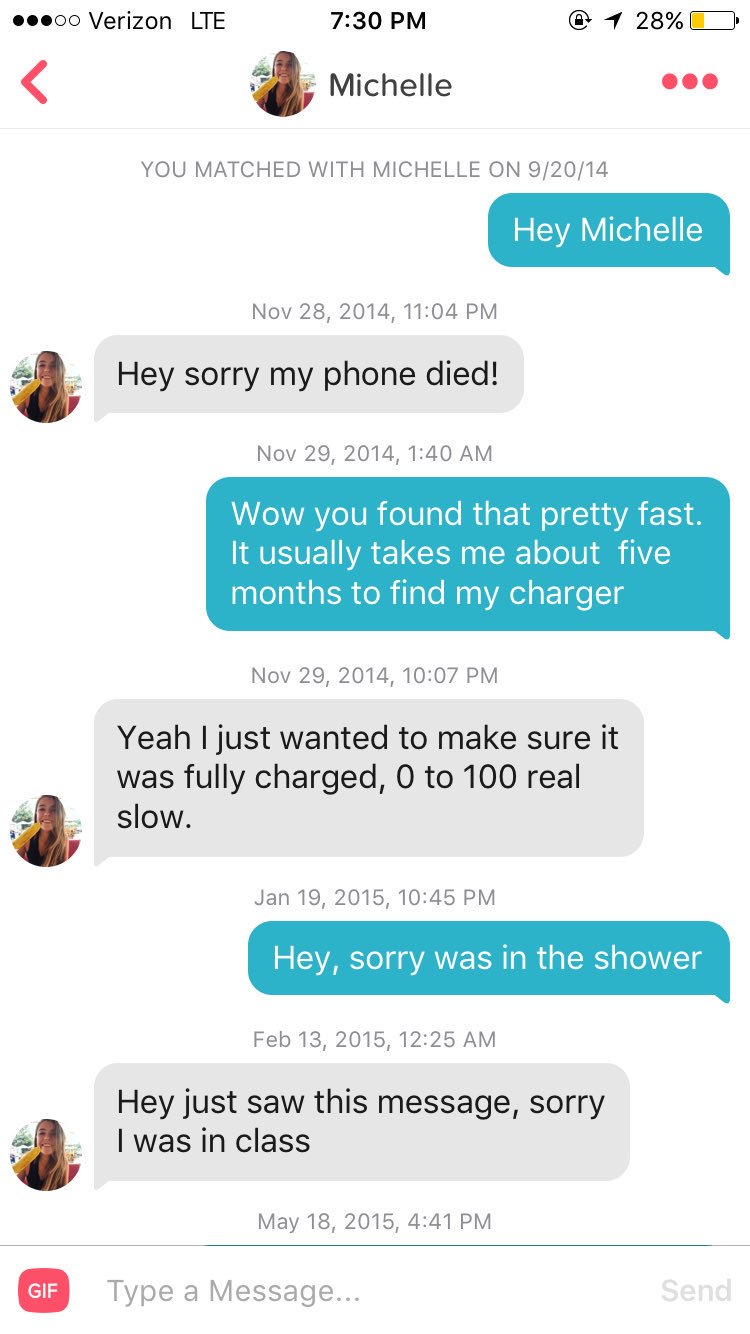 Verizon LTE 7:30 PM 28%
Michelle
YOU MATCHED WITH MICHELLE ON 9/20/14
Hey Michelle
Nov 28, 2014, 11:04 PM
Hey sorry my phone died!
Nov 29, 2014, 1:40 AM
Wow you found that pretty fast.
It usually takes me about  five
months to find my charger
Nov 29, 2014, 10:07 PM
Yeah I just wanted to make sure it
was fully charged, 0 to 100 real
slow.
Jan 19, 2015, 10:45 PM
Hey, sorry was in the shower
Feb 13, 2015, 12:25 AM
Hey just saw this message, sorry
I was in class
May 18, 2015, 4:41 PM
GIF Type a Message... Send